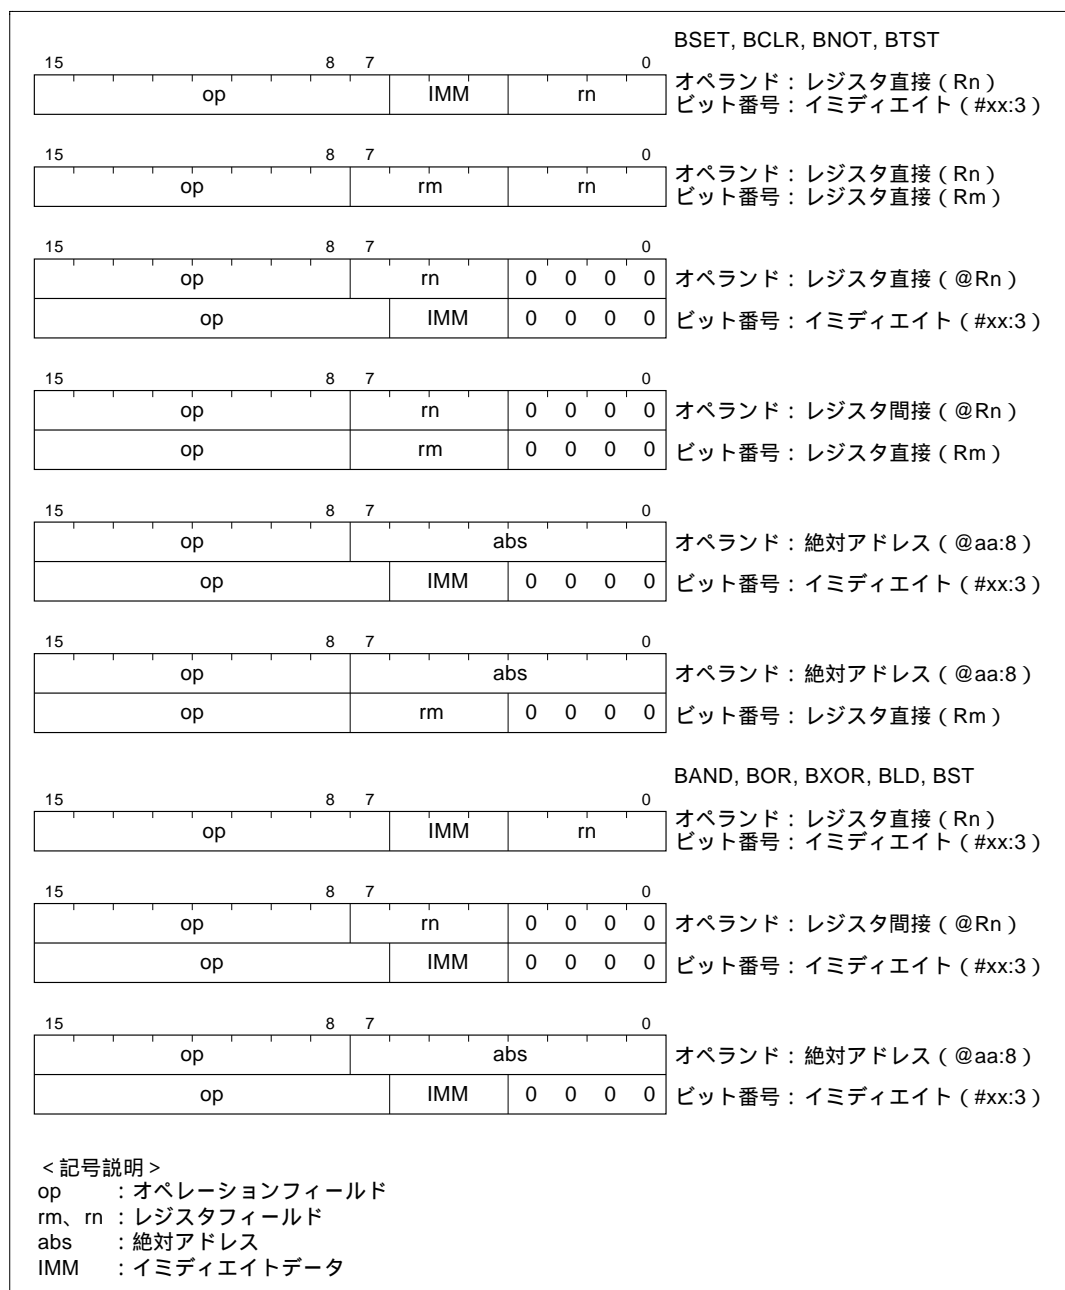 BSET, BCLR, BNOT, BTST
15 8 7 0
op IMM rn オペランド：レジスタ直接（Rn）
ビット番号：イミディエイト（#xx:3）
15 8 7 0
op rm rn オペランド：レジスタ直接（Rn）
ビット番号：レジスタ直接（Rm）
15 8 7 0
op rn 0 0 0 0 オペランド：レジスタ直接（@Rn）
op IMM 0 0 0 0 ビット番号：イミディエイト（#xx:3）
15 8 7 0
op rn 0 0 0 0 オペランド：レジスタ間接（@Rn）
op rm 0 0 0 0 ビット番号：レジスタ直接（Rm）
15 8 7 0
op abs オペランド：絶対アドレス（@aa:8）
op IMM 0 0 0 0 ビット番号：イミディエイト（#xx:3）
15 8 7 0
op abs オペランド：絶対アドレス（@aa:8）
op rm 0 0 0 0 ビット番号：レジスタ直接（Rm）
BAND, BOR, BXOR, BLD, BST
15 8 7 0
op IMM rn オペランド：レジスタ直接（Rn）
ビット番号：イミディエイト（#xx:3）
15 8 7 0
op rn 0 0 0 0 オペランド：レジスタ間接（@Rn）
op IMM 0 0 0 0 ビット番号：イミディエイト（#xx:3）
15 8 7 0
op abs オペランド：絶対アドレス（@aa:8）
op IMM 0 0 0 0 ビット番号：イミディエイト（#xx:3）
＜記号説明＞
op ：オペレーションフィールド
rm、rn ：レジスタフィールド
abs ：絶対アドレス
IMM ：イミディエイトデータ